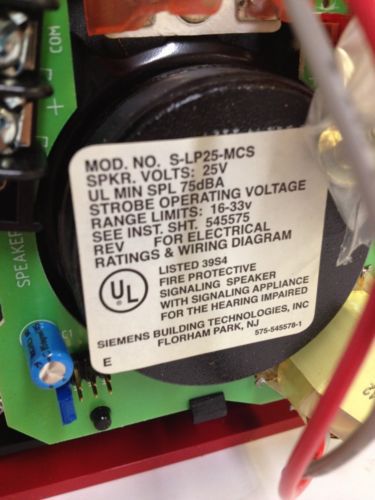 COM
- +
SPEAKER
MOD. NO. S-LP25-MCS
SPKR. VOLTS: 25V
UL MIN SPL 75dBA
STROBE OPERATING VOLTAGE
RANGE LIMITS: 16-33v
SEE INST. SHT. 545575
REV FOR ELECTRICAL
RATINGS & WIRING DIAGRAM
UL
LISTED 39S4
FIRE PROTECTIVE
SIGNALING SPEAKER
WITH SIGNALING APPLIANCE
FOR THE HEARING IMPAIRED
SIEMENS BUILDING TECHNOLOGIES, INC
FLORHAM PARK, NJ
575-545578-1
E
C1